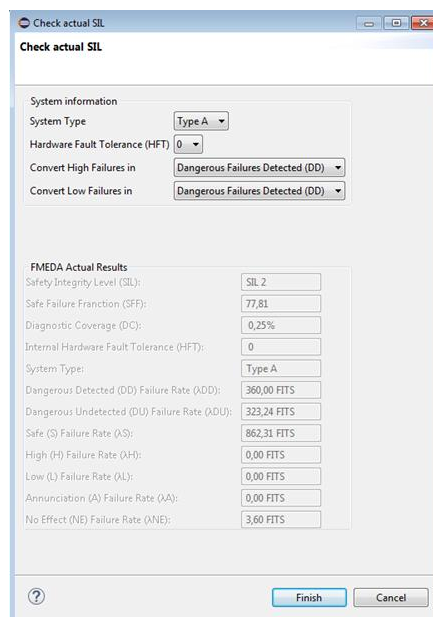 Check actual SIL
Check actual SIL
System information
System Type Type A
Hardware Fault Tolerance (HFT) 0
Convert High Failures in Dangerous Failures Detected (DD)
Convert Low Failures in Dangerous Failures Detected (DD)
FMEDA Actual Results
Safety Integrity Level (SIL): SIL 2
Safe Failure Franction (SFF): 77,81
Diagnostic Coverage (DC): 0,25%
Internal Hardware Fault Tolerance (HFT): 0
System Type: Type A
Dangerous Detected (DD) Failure Rate (λDD): 360,00 FITS
Dangerous Undetected (DU) Failure Rate (λDU): 323,24 FITS
Safe (S) Failure Rate (λS): 862,31 FITS
High (H) Failure Rate (λH): 0,00 FITS
Low (L) Failure Rate (λL): 0,00 FITS
Annunciation (A) Failure Rate (λA): 0,00 FITS
No Effect (NE) Failure Rate (λNE): 3,60 FITS
? Finish Cancel